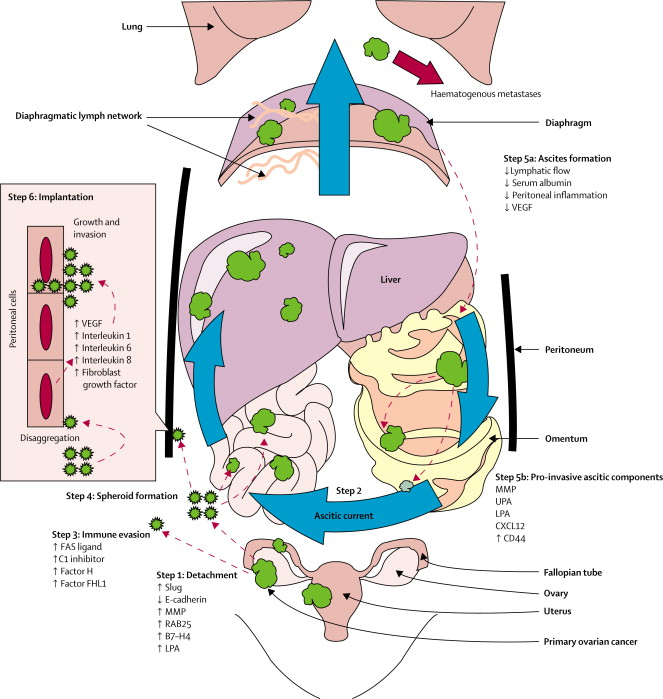 Lung
Haematogenous metastases
Diaphragmatic lymph network
Diaphragm
Step 5a: Ascites formation
↓Lymphatic flow
↓ Serum albumin
↓ Peritoneal inflammation
↓ VEGF
Step 6: Implantation
Growth and
invasion
Peritoneal cells
↑ VEGF
↑ Interleukin 1
↑ Interleukin 6
↑ Interleukin 8
↑ Fibroblast
growth factor
Disaggregation
Liver
Peritoneum
Omentum
Step 5b: Pro-invasive ascitic components
MMP
UPA
LPA
CXCL12
↑ CD44
Step 2
Ascitic current
Step 4: Spheroid formation
Step 3: Immune evasion
↑ FAS ligand
↑C1 inhibitor
↑ Factor H
↑ Factor FHL1
Step 1: Detachment
↑ Slug
↓ E-cadherin
↑ MMP
↑ RAB25
↑ B7–H4
↑ LPA
Fallopian tube
Ovary
Uterus
Primary ovarian cancer